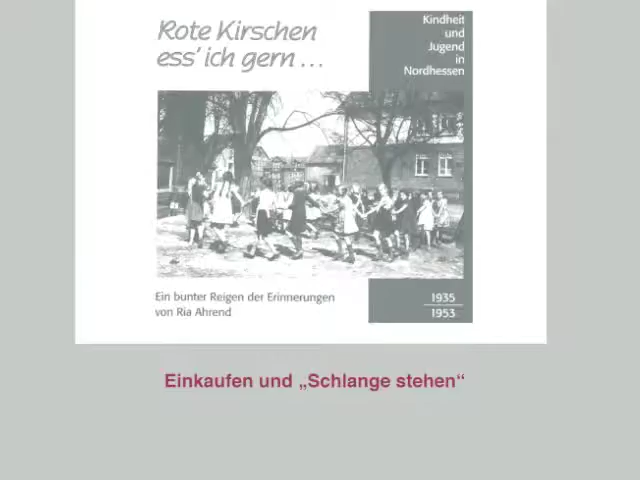 Rote Kirschen
ess' ich gern ...
Kindheit
und
Jugend
in
Nordhessen
Ein bunter Reigen der Erinnerungen
von Ria Ahrend
1935
1953
Einkaufen und „Schlange stehen“